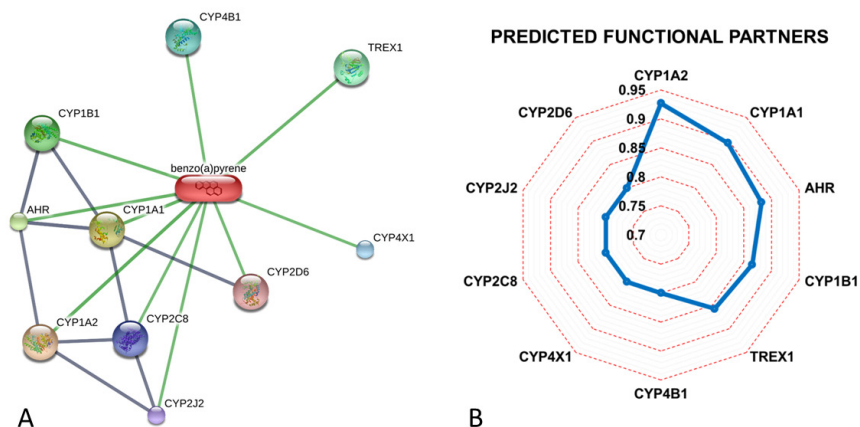 CYP4B1
TREX1
CYP1B1
benzo(a)pyrene
AHR
CYP1A1
CYP4X1
CYP2D6
CYP1A2
CYP2C8
CYP2J2
A
PREDICTED FUNCTIONAL PARTNERS
CYP1A2
0.95
CYP2D6
CYP1A1
0.9
0.85
CYP2J2
0.8
AHR
0.75
0.7
CYP2C8
CYP1B1
CYP4X1
TREX1
CYP4B1
B